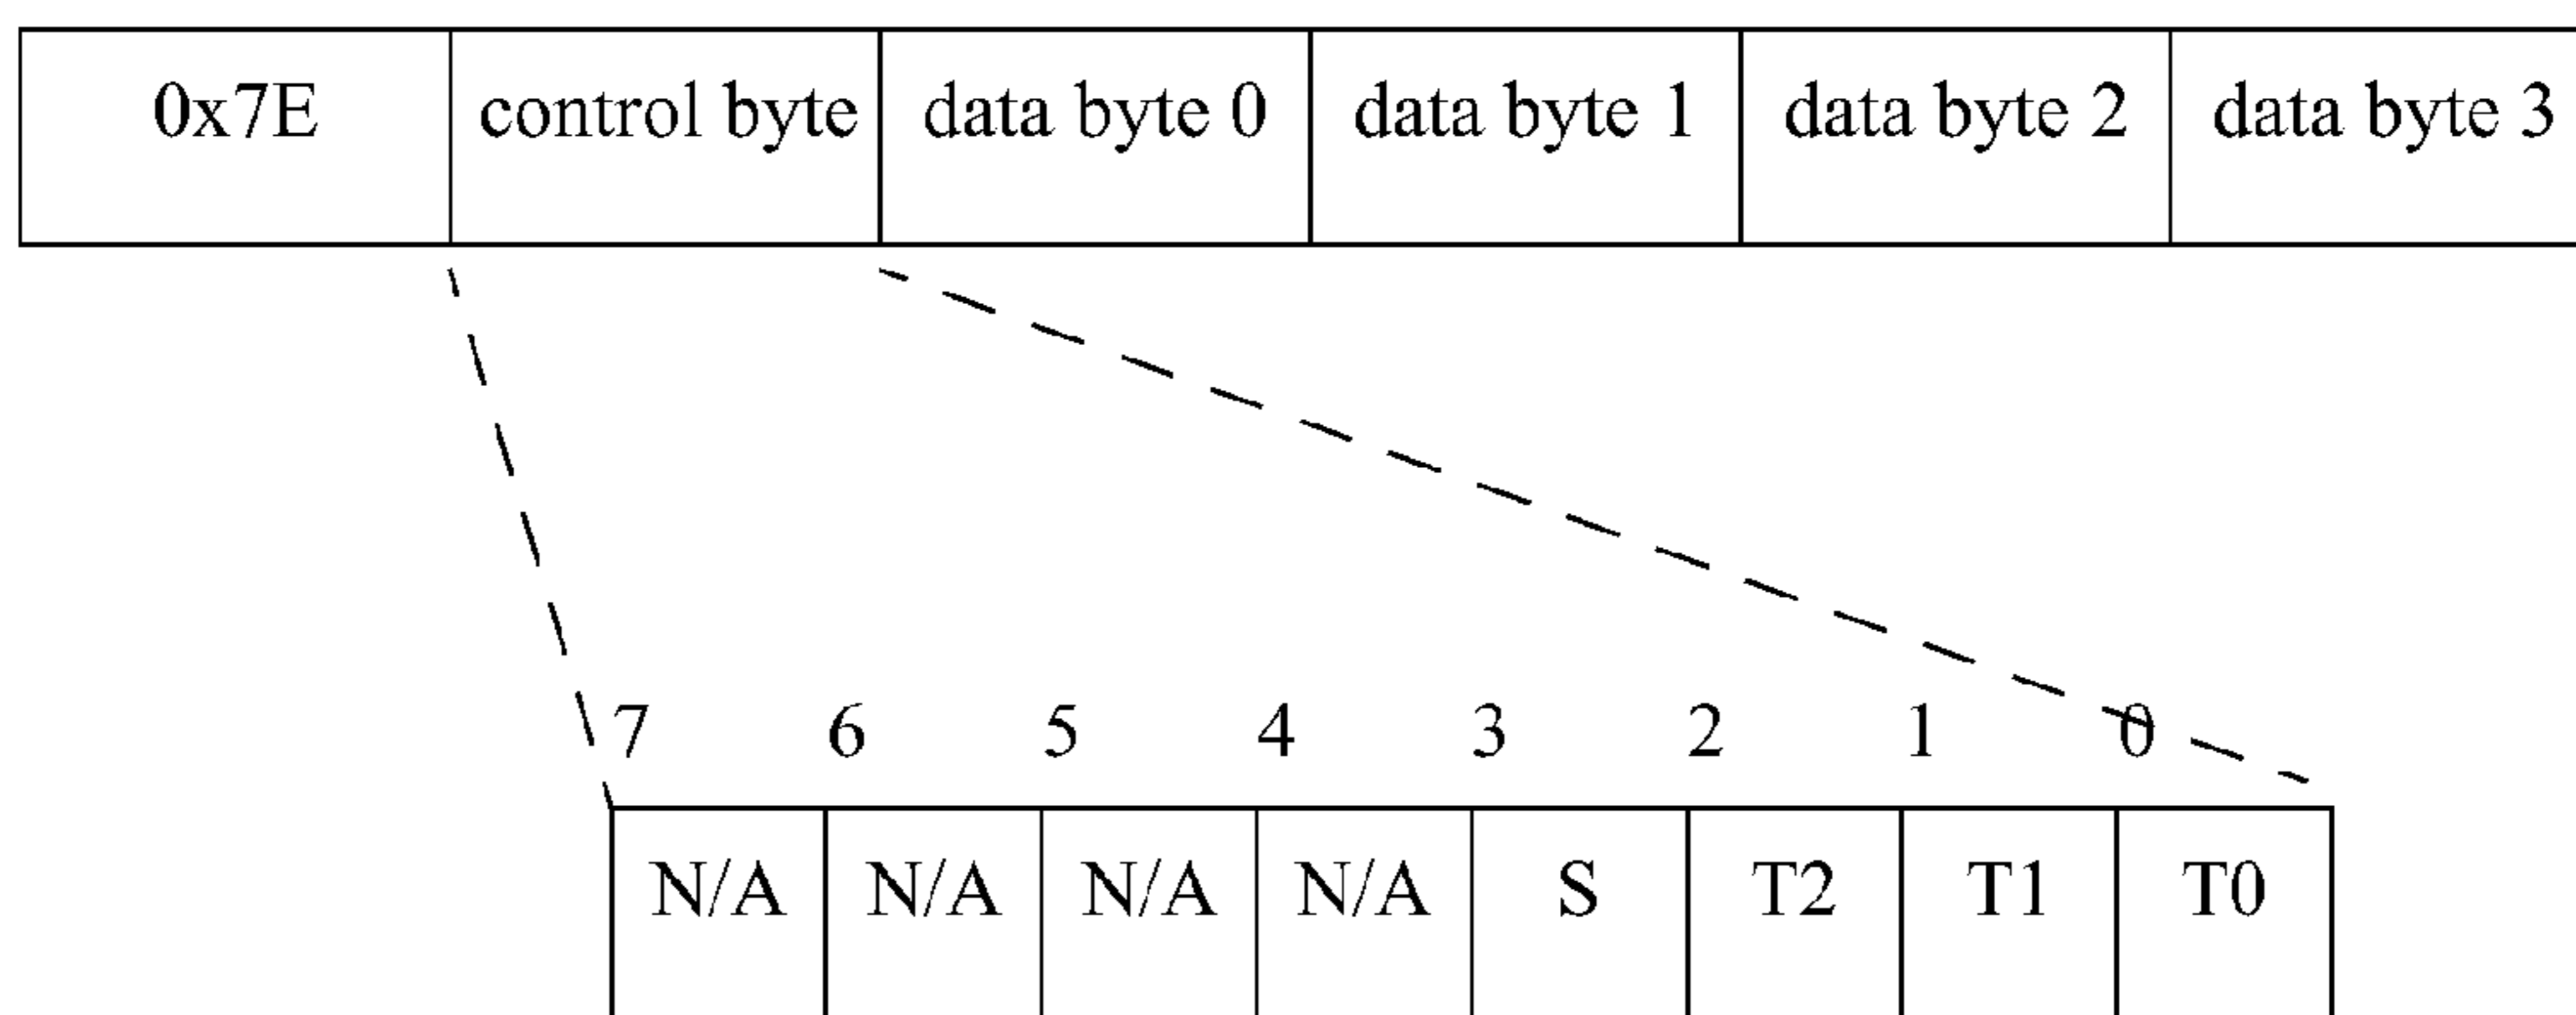 0x7E control byte data byte 0 data byte 1 data byte 2 data byte 3
7 6 5 4 3 2 1 0
N/A N/A N/A N/A S T2 T1 T0